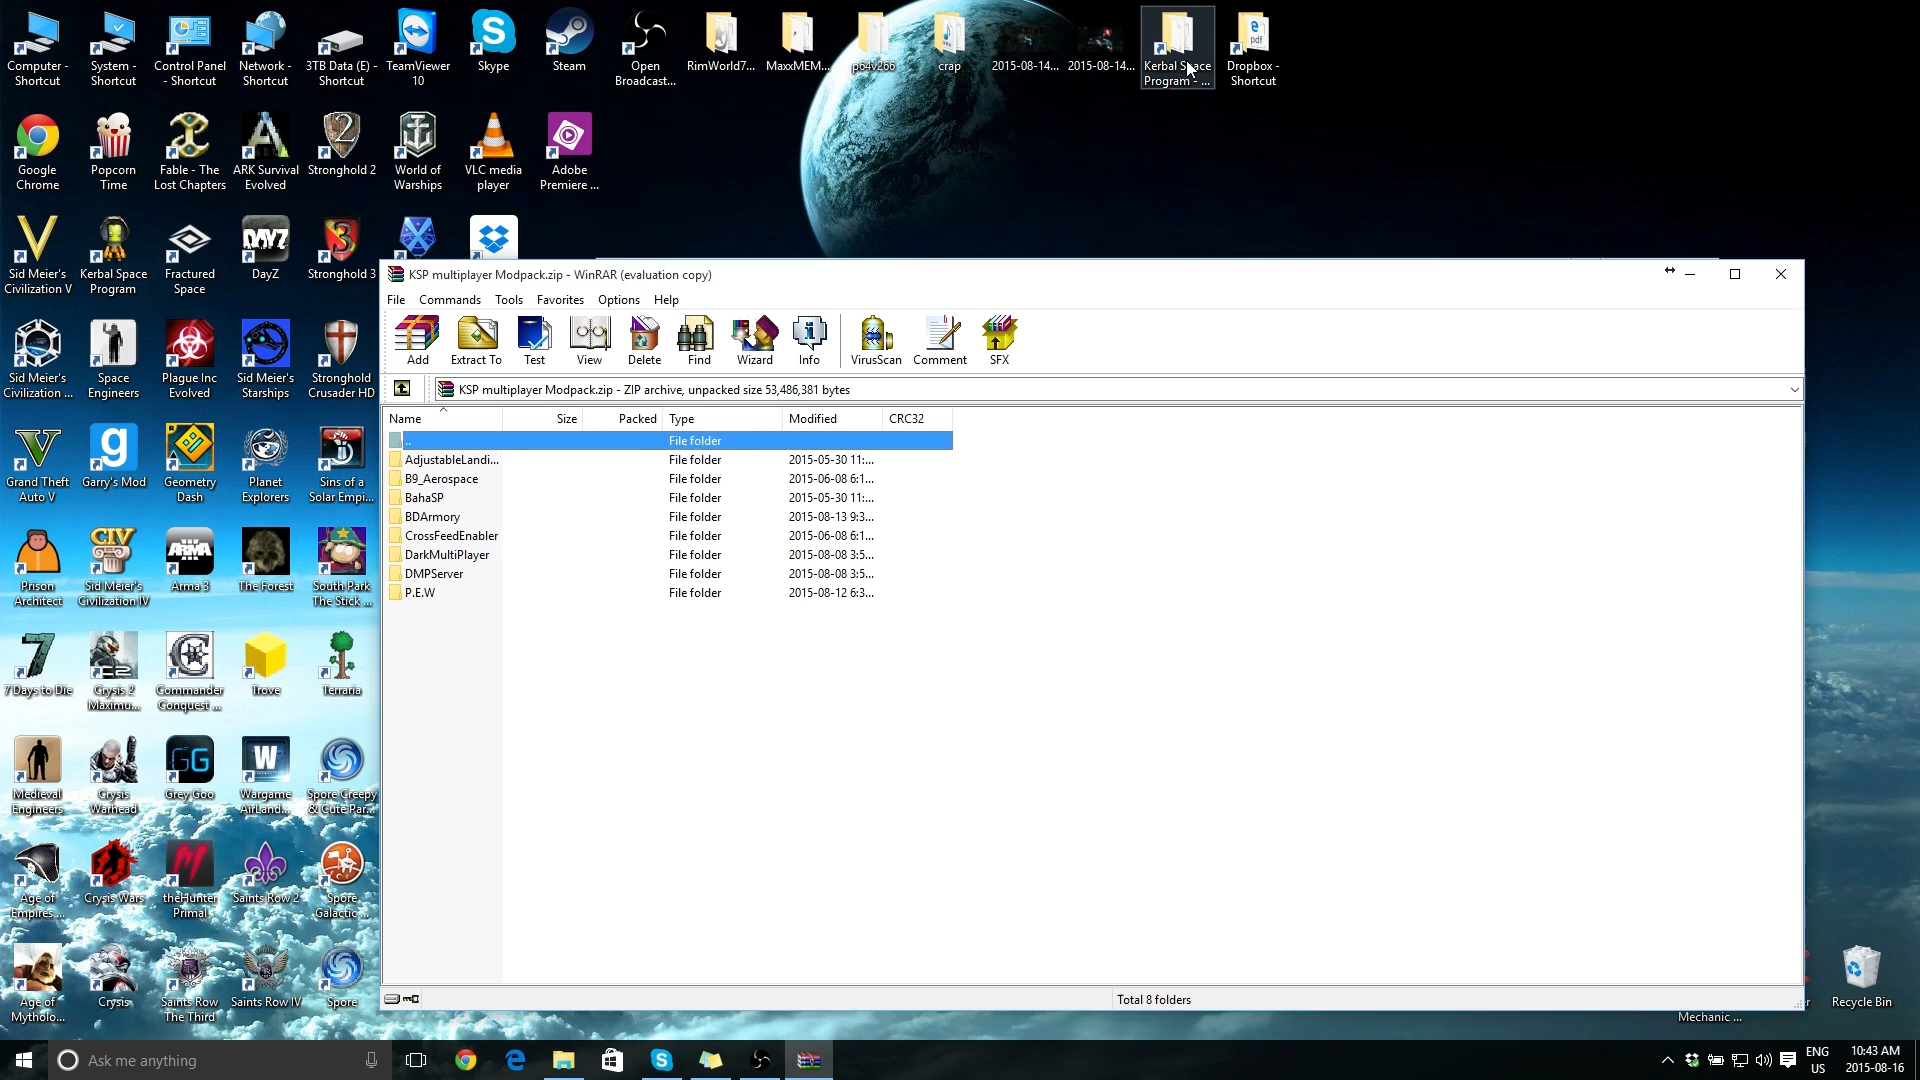 Computer - Shortcut
System - Shortcut
Control Panel - Shortcut
Network - Shortcut
3TB Data (E) - Shortcut
TeamViewer 10
Skype
Steam
Open Broadcast...
RimWorld7...
MaxxMEM...
p64v266
crap
2015-08-14...
2015-08-14...
Kerbal Space Program - ...
Dropbox - Shortcut
pdf
Google Chrome
Popcorn Time
Fable - The Lost Chapters
ARK Survival Evolved
Stronghold 2
World of Warships
VLC media player
Adobe Premiere ...
DAYZ
Sid Meier's Civilization V
Kerbal Space Program
Fractured Space
DayZ
Stronghold 3
Sid Meier's Civilization ...
Space Engineers
Plague Inc Evolved
Sid Meier's Starships
Stronghold Crusader HD
Grand Theft Auto V
Garry's Mod
Geometry Dash
Planet Explorers
Sins of a Solar Empi...
CIV
ARMA
Prison Architect
Sid Meier's Civilization IV
Arma 3
The Forest
South Park The Stick ...
7 Days to Die
Crysis 2 Maximu...
Commander Conquest ...
Trove
Terraria
Medieval Engineers
Crysis Warhead
Grey Goo
Wargame AirLand...
Spore Creepy & Cute Par...
Age of Empires ...
Crysis Wars
theHunter Primal
Saints Row 2
Spore Galactic ...
Age of Mytholo...
Crysis
Saints Row The Third
Saints Row IV
Spore
KSP multiplayer Modpack.zip - WinRAR (evaluation copy)
File Commands Tools Favorites Options Help
Add Extract To Test View Delete Find Wizard Info VirusScan Comment SFX
KSP multiplayer Modpack.zip - ZIP archive, unpacked size 53,486,381 bytes
Name Size Packed Type Modified CRC32
.. File folder
AdjustableLandi... File folder 2015-05-30 11:...
B9_Aerospace File folder 2015-06-08 6:1...
BahaSP File folder 2015-05-30 11:...
BDArmory File folder 2015-08-13 9:3...
CrossFeedEnabler File folder 2015-06-08 6:1...
DarkMultiPlayer File folder 2015-08-08 3:5...
DMPServer File folder 2015-08-08 3:5...
P.E.W File folder 2015-08-12 6:3...
Total 8 folders
Mechanic ...
Recycle Bin
Ask me anything
ENG US
10:43 AM
2015-08-16